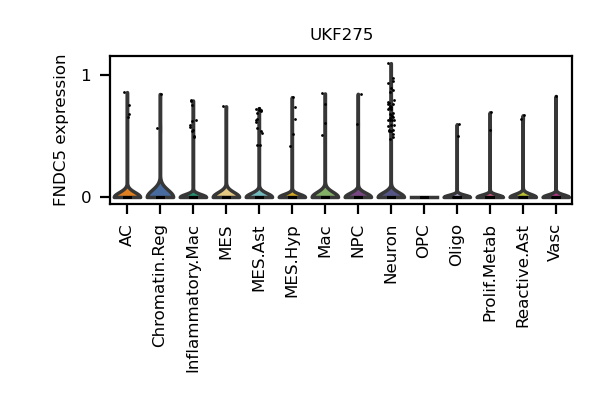 UKF275
FNDC5 expression
1
0
AC
Chromatin.Reg
Inflammatory.Mac
MES
MES.Ast
MES.Hyp
Mac
NPC
Neuron
OPC
Oligo
Prolif.Metab
Reactive.Ast
Vasc